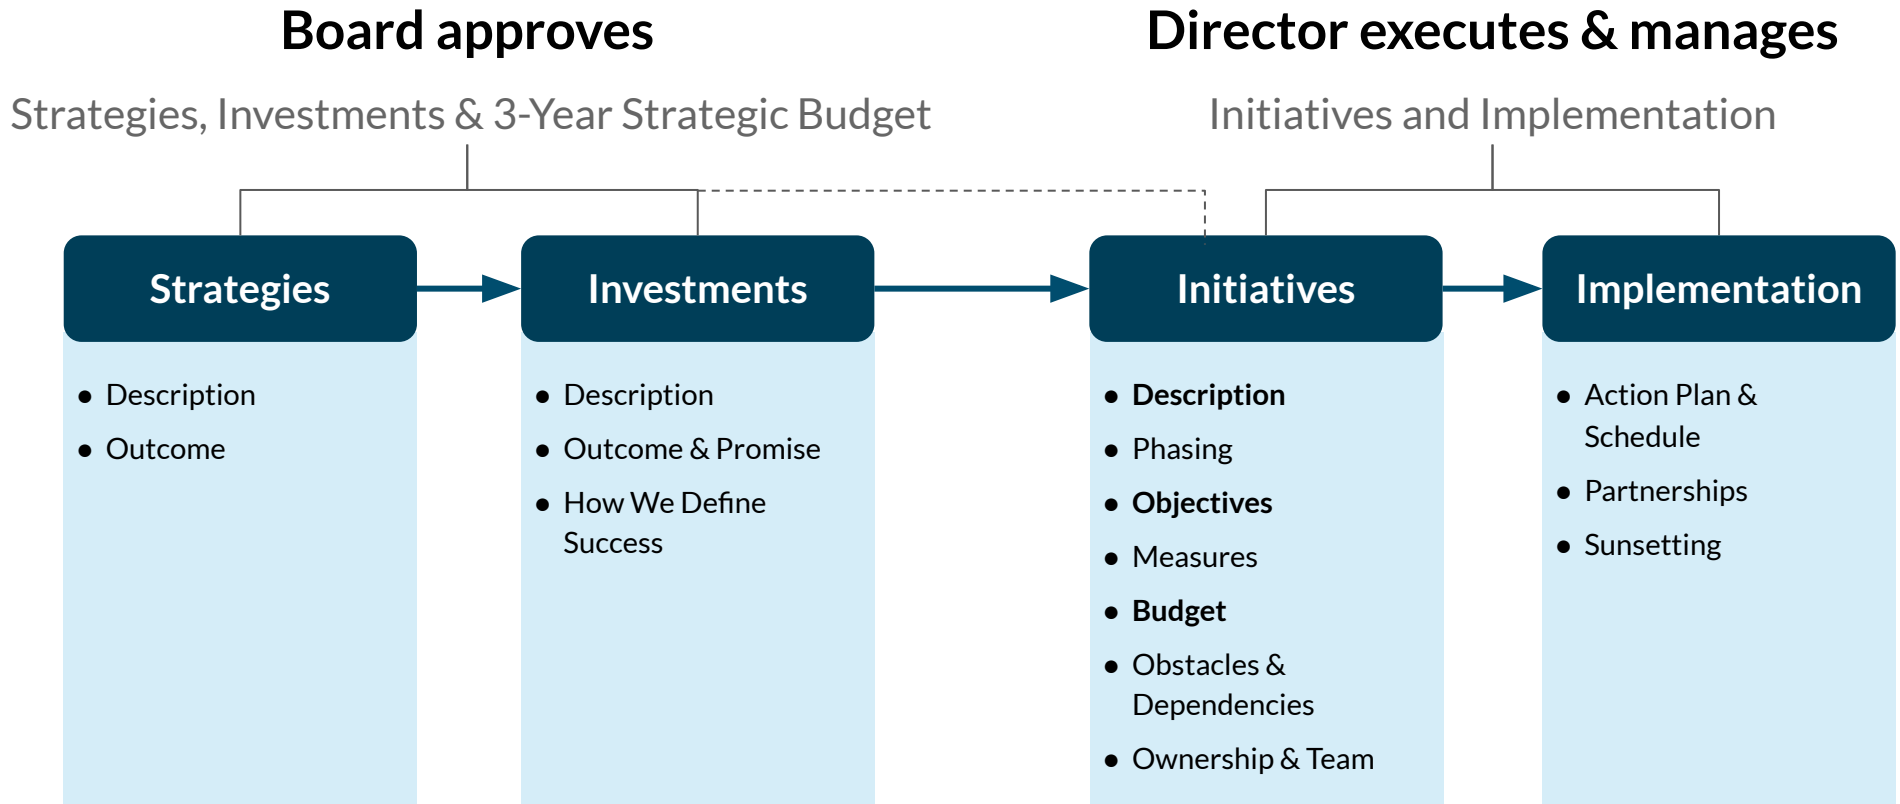 Board approves
Strategies, Investments & 3-Year Strategic Budget
Director executes & manages
Initiatives and Implementation
Strategies
• Description
• Outcome
Investments
• Description
• Outcome & Promise
• How We Define
Success
Initiatives
• Description
• Phasing
• Objectives
• Measures
• Budget
• Obstacles &
Dependencies
• Ownership & Team
Implementation
• Action Plan &
Schedule
• Partnerships
• Sunsetting